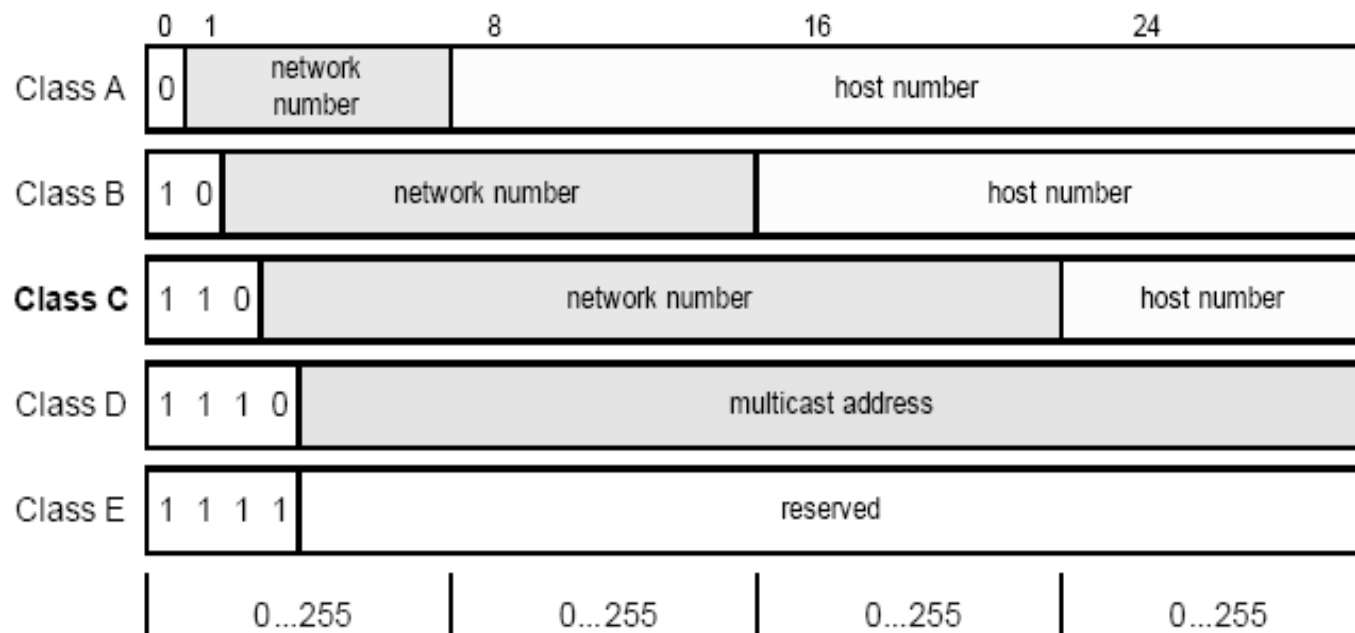 0 1 8 16 24
Class A 0 network number host number
Class B 1 0 network number host number
Class C 1 1 0 network number host number
Class D 1 1 1 0 multicast address
Class E 1 1 1 1 reserved
0...255 0...255 0...255 0...255